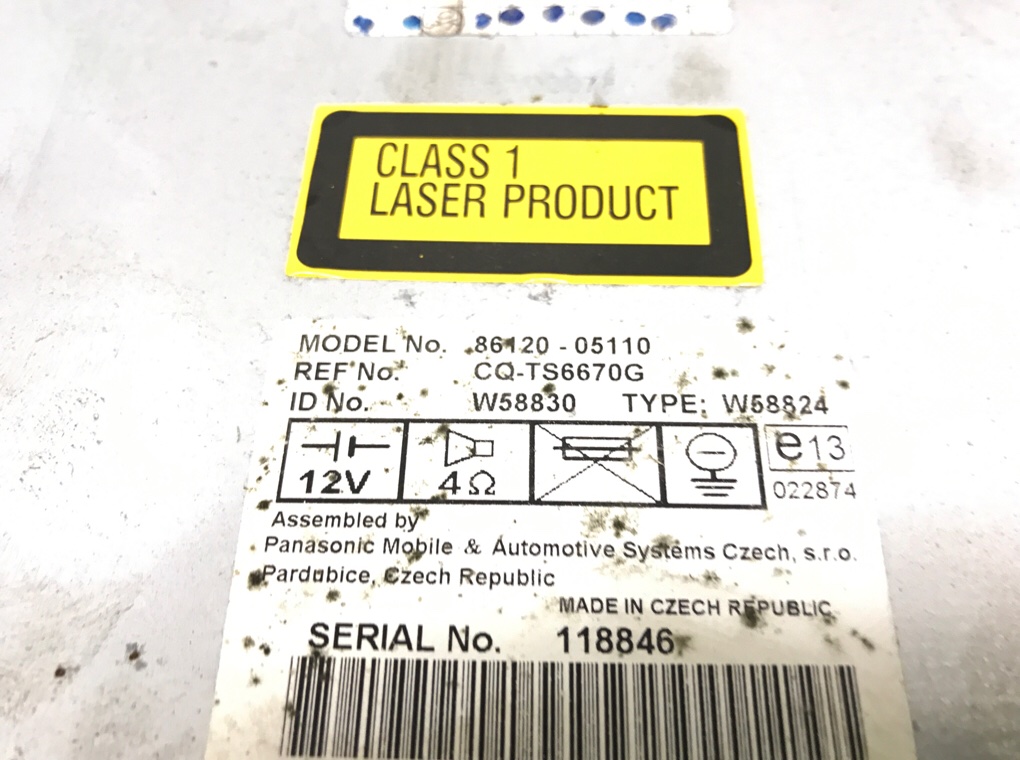 CLASS 1
LASER PRODUCT
MODEL No. 86120 - 05110
REF No. CQ-TS6670G
ID No. W58830 TYPE: W58824
12V 4Ω e13
022874
Assembled by
Panasonic Mobile & Automotive Systems Czech, s.r.o.
Pardubice, Czech Republic
MADE IN CZECH REPUBLIC
SERIAL No. 118846